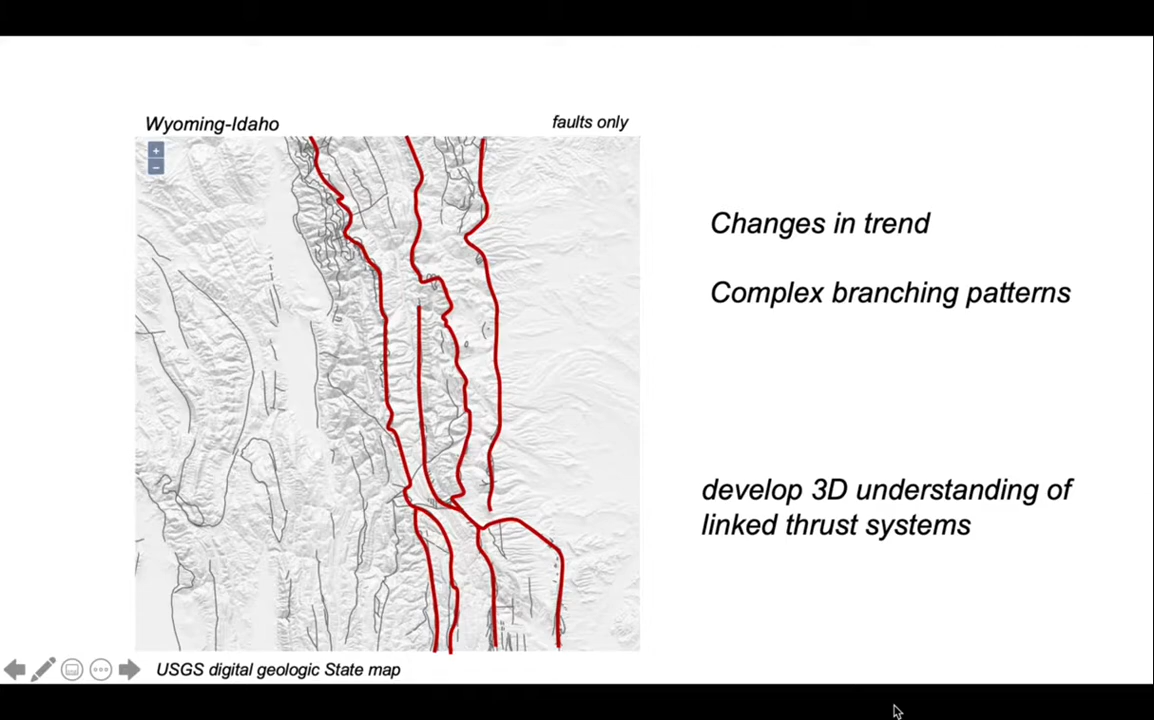 Wyoming-Idaho
faults only
+
–
Changes in trend
Complex branching patterns
develop 3D understanding of
linked thrust systems
USGS digital geologic State map